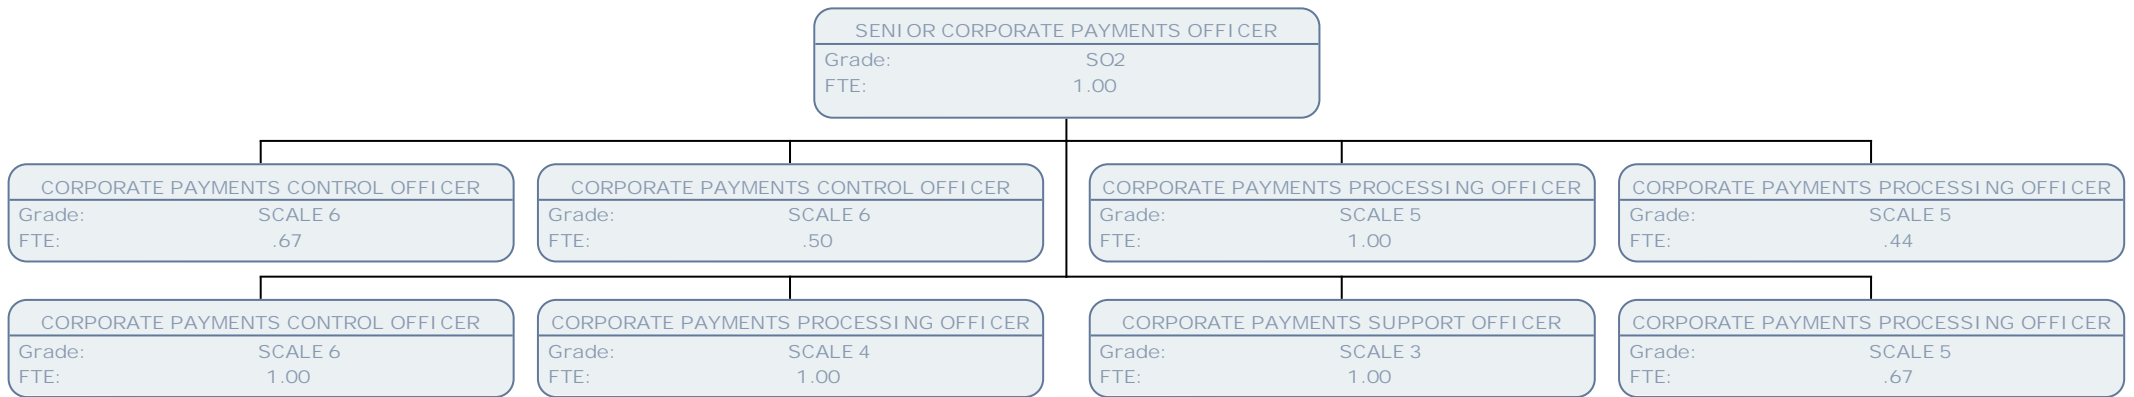 SENIOR CORPORATE PAYMENTS OFFICER
Grade: SO2
FTE: 1.00
CORPORATE PAYMENTS CONTROL OFFICER
Grade: SCALE 6
FTE: .67
CORPORATE PAYMENTS CONTROL OFFICER
Grade: SCALE 6
FTE: .50
CORPORATE PAYMENTS PROCESSING OFFICER
Grade: SCALE 5
FTE: 1.00
CORPORATE PAYMENTS PROCESSING OFFICER
Grade: SCALE 5
FTE: .44
CORPORATE PAYMENTS CONTROL OFFICER
Grade: SCALE 6
FTE: 1.00
CORPORATE PAYMENTS PROCESSING OFFICER
Grade: SCALE 4
FTE: 1.00
CORPORATE PAYMENTS SUPPORT OFFICER
Grade: SCALE 3
FTE: 1.00
CORPORATE PAYMENTS PROCESSING OFFICER
Grade: SCALE 5
FTE: .67